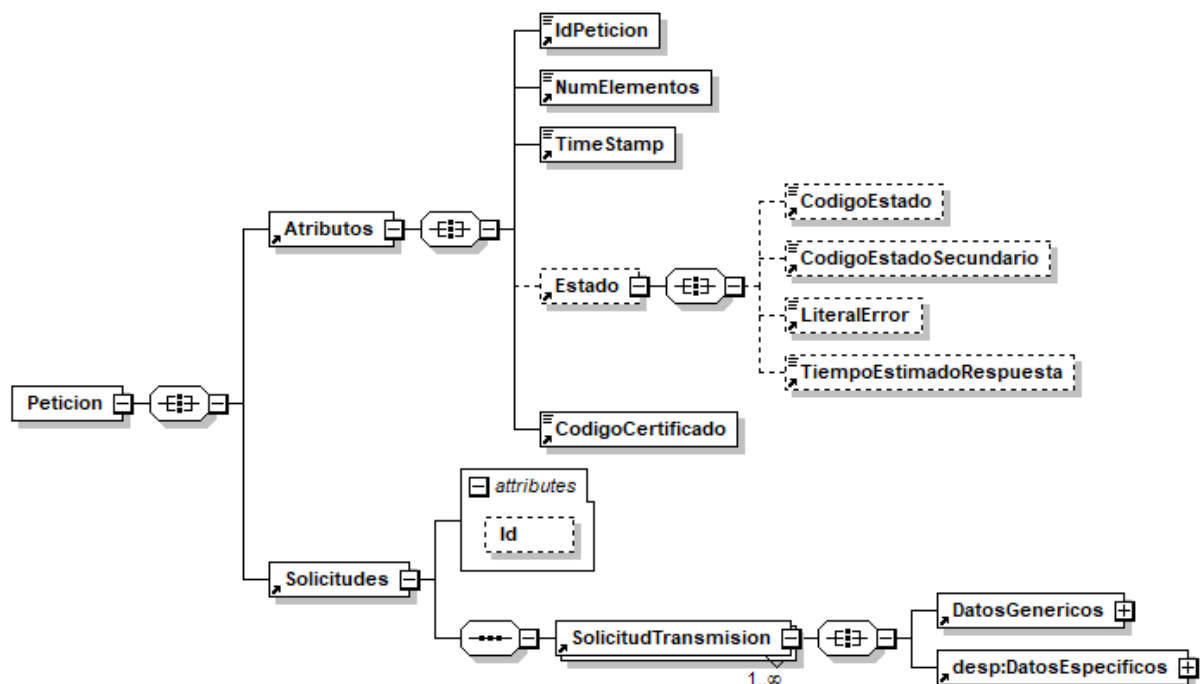 IdPeticion
NumElementos
TimeStamp
CodigoEstado
Atributos
CodigoEstadoSecundario
Estado
LiteralError
TiempoEstimadoRespuesta
Peticion
CodigoCertificado
attributes
Id
Solicitudes
DatosGenericos
SolicitudTransmision
1..∞
desp:DatosEspecificos